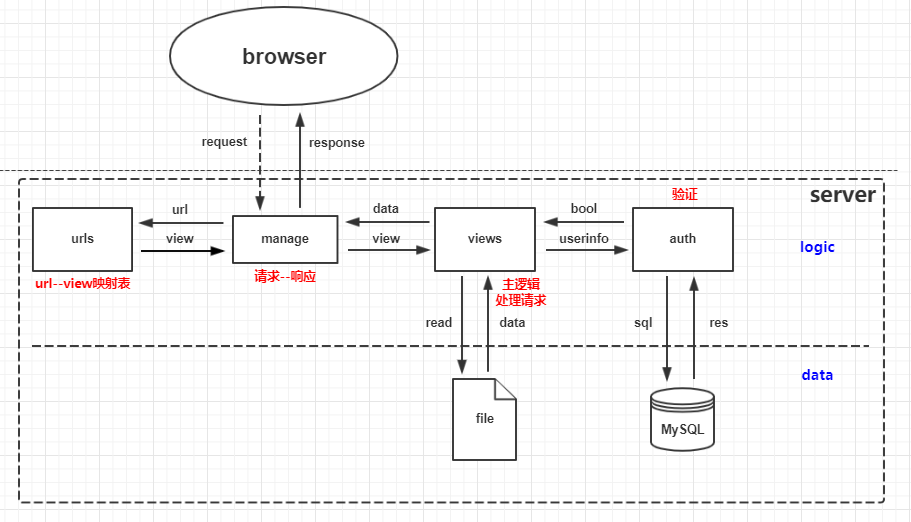 browser
request
response
server
验证
url
data
bool
urls
view
manage
view
views
userinfo
auth
logic
url--view映射表
请求--响应
主逻辑
处理请求
read
data
sql
res
data
file
MySQL